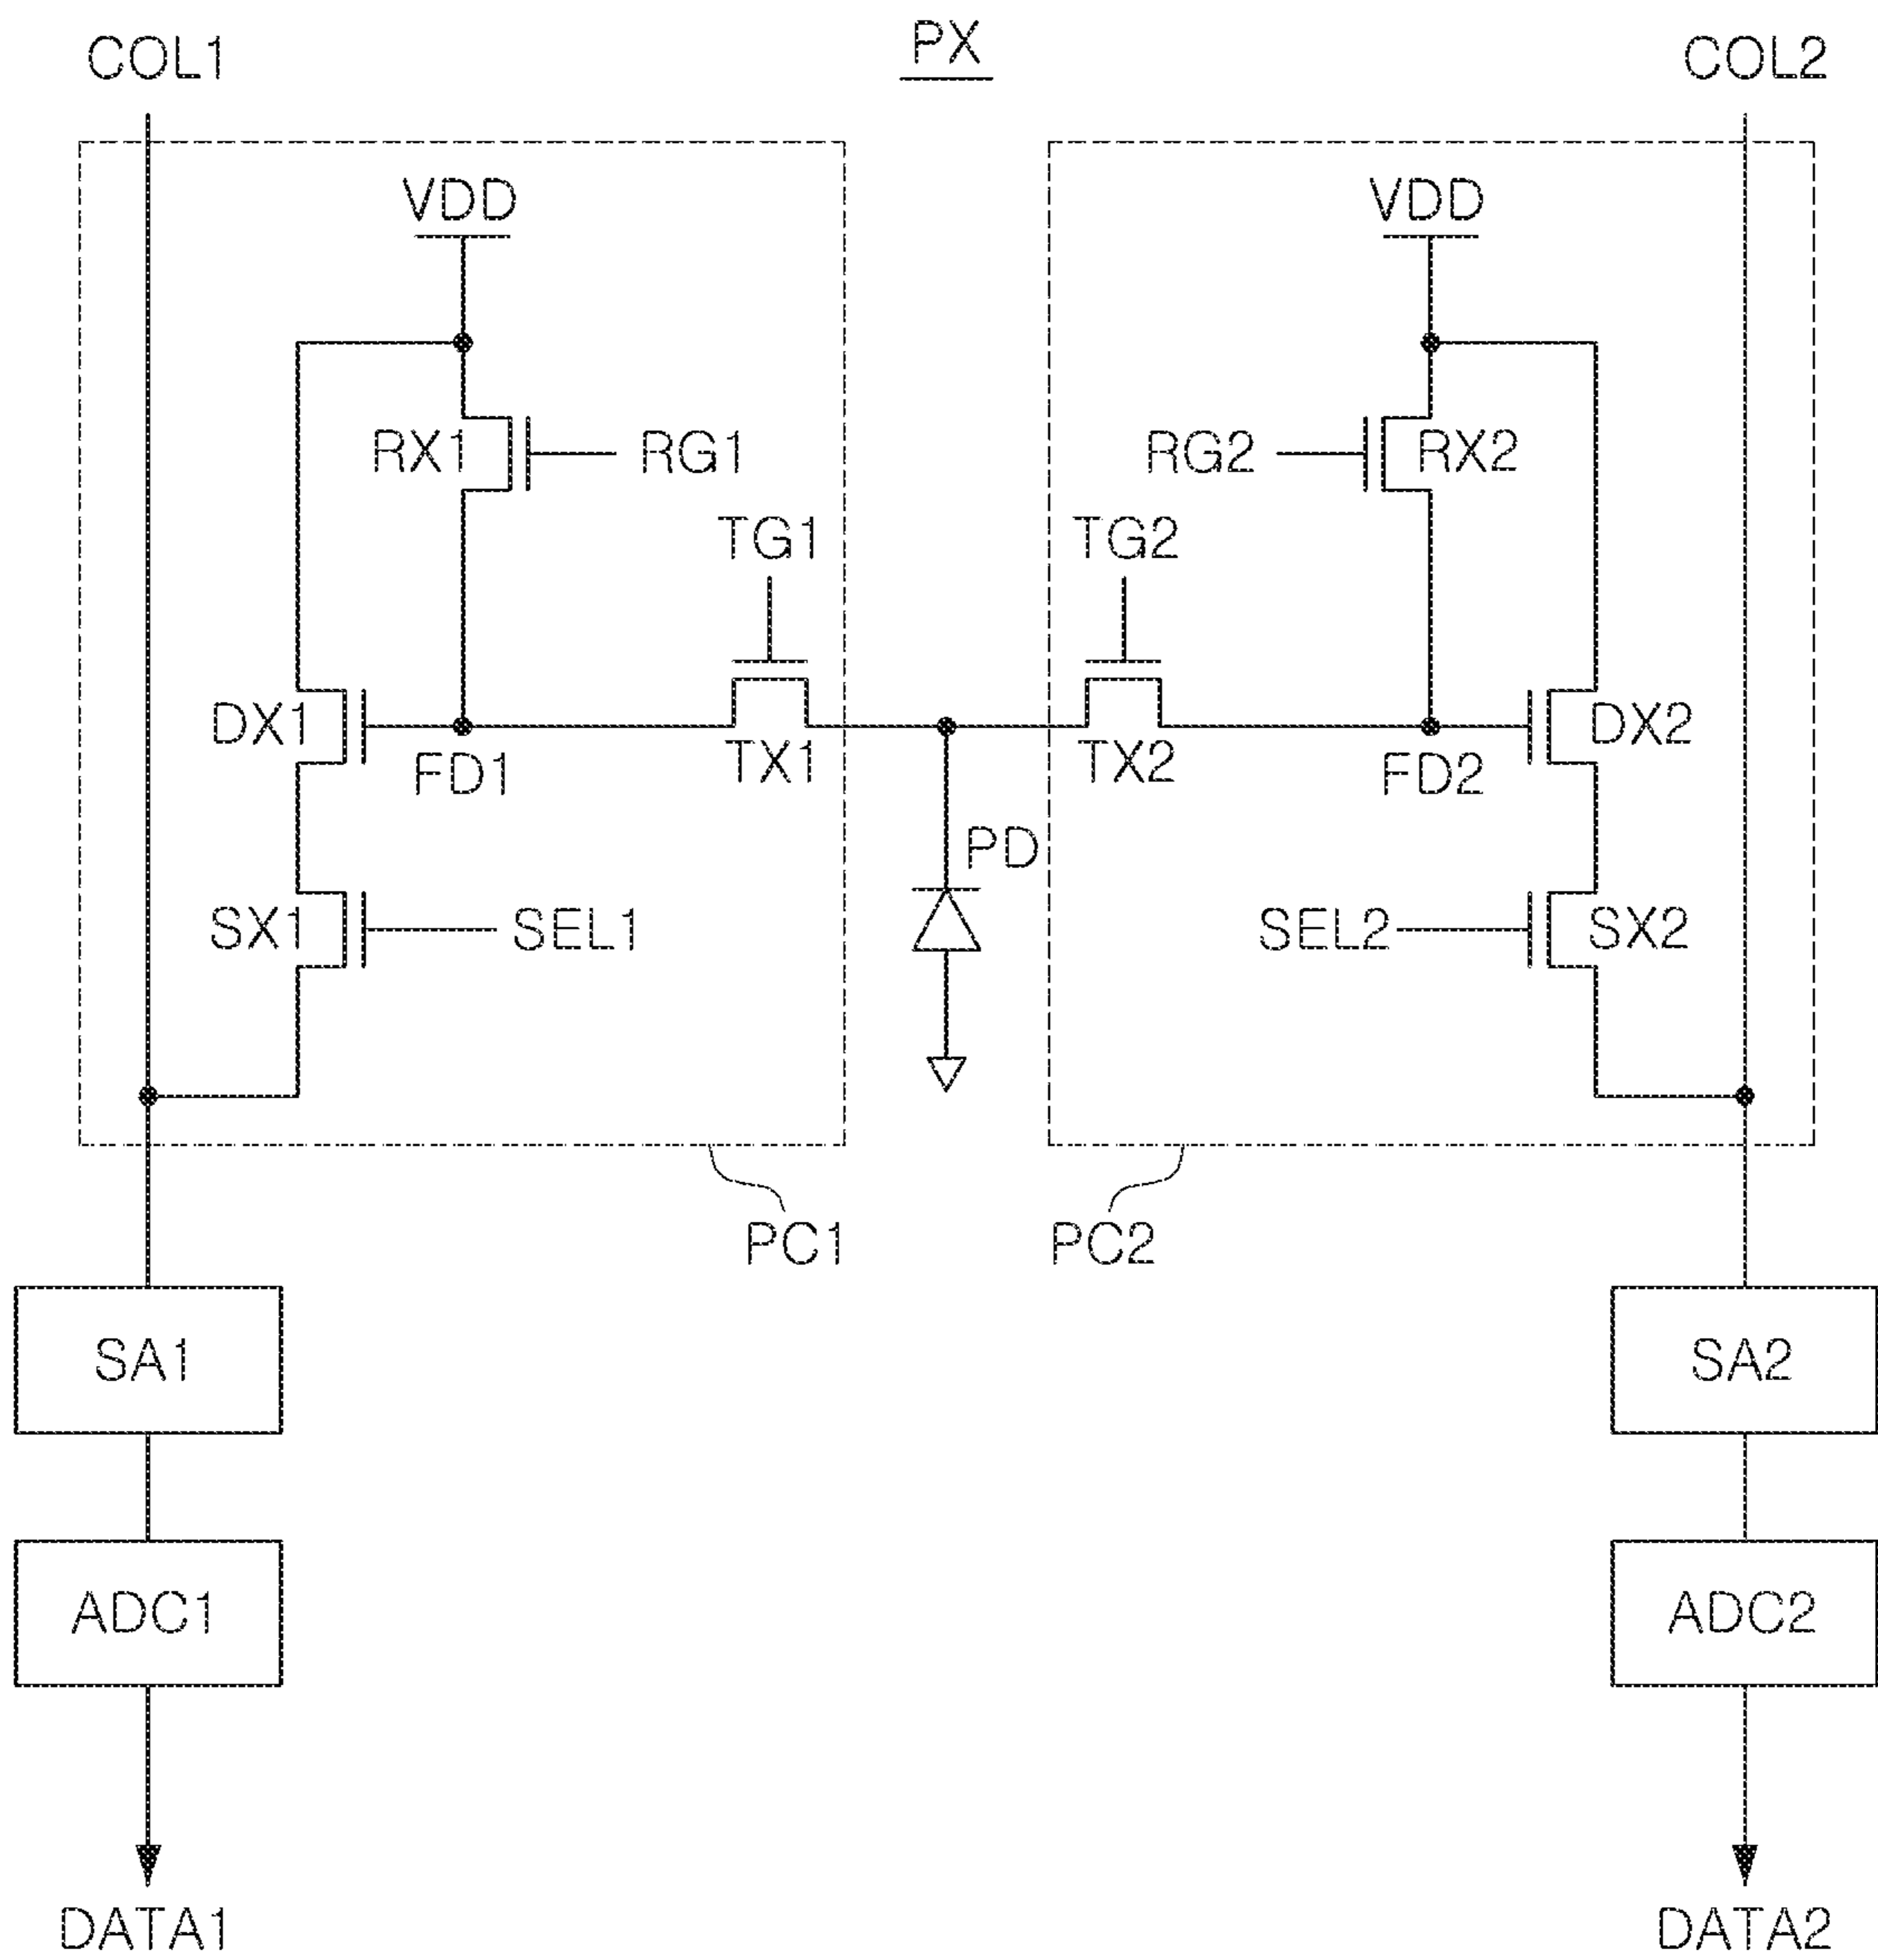 PX
COL1
COL2
VDD
VDD
RX1
RG1
RG2
RX2
TG1
TG2
DX1
FD1
TX1
TX2
FD2
DX2
PD
SX1
SEL1
SEL2
SX2
PC1
PC2
SA1
SA2
ADC1
ADC2
DATA1
DATA2